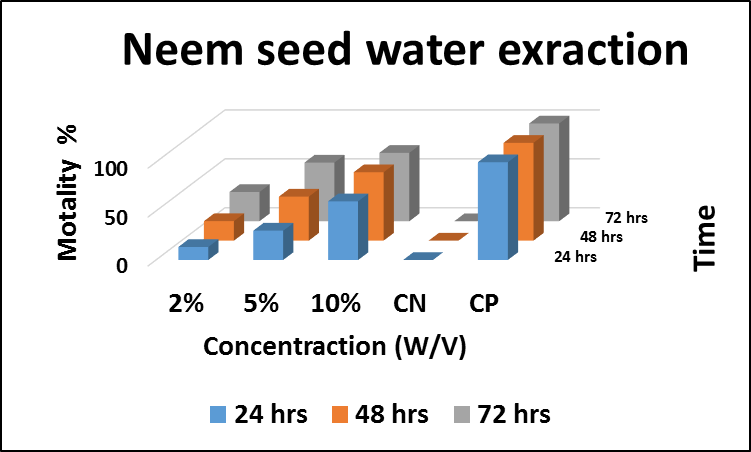 Neem seed water exraction
Motality %
100
50
0
2% 5% 10% CN CP
24 hrs
48 hrs
72 hrs
Time
Concentraction (W/V)
24 hrs 48 hrs 72 hrs